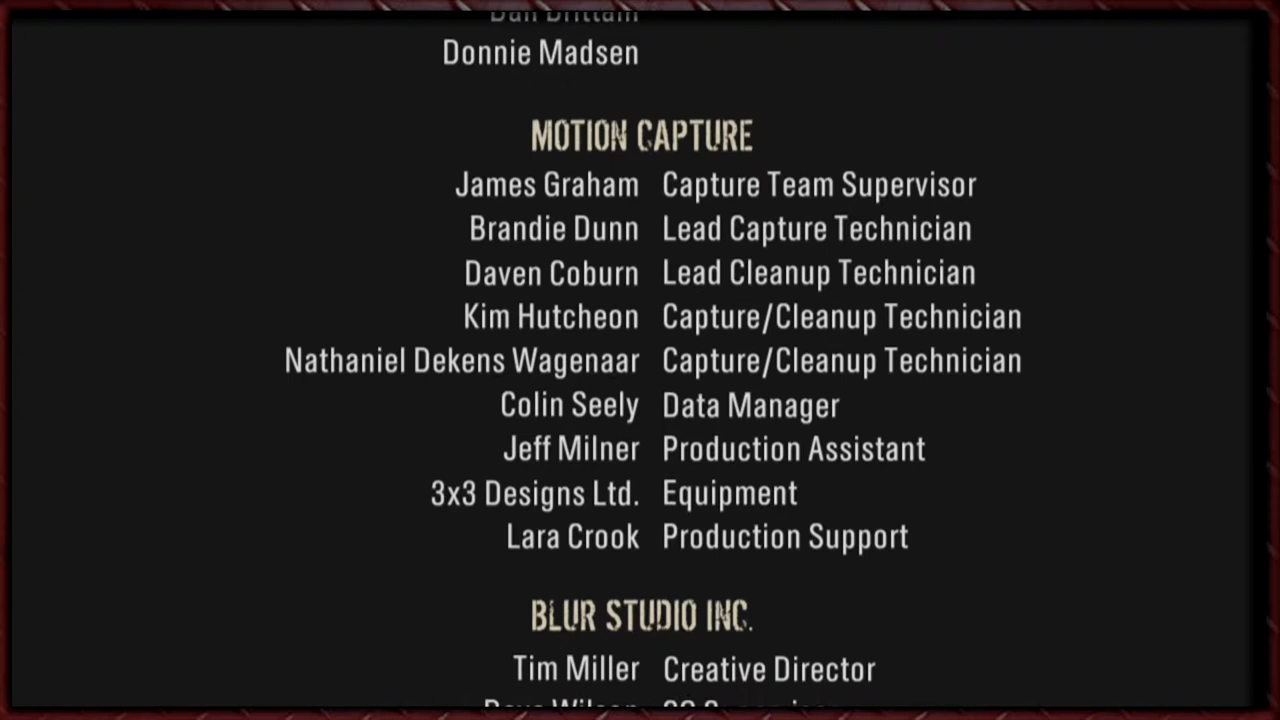 Donnie Madsen
MOTION CAPTURE
James Graham Capture Team Supervisor
Brandie Dunn Lead Capture Technician
Daven Coburn Lead Cleanup Technician
Kim Hutcheon Capture/Cleanup Technician
Nathaniel Dekens Wagenaar Capture/Cleanup Technician
Colin Seely Data Manager
Jeff Milner Production Assistant
3x3 Designs Ltd. Equipment
Lara Crook Production Support
BLUR STUDIO INC.
Tim Miller Creative Director